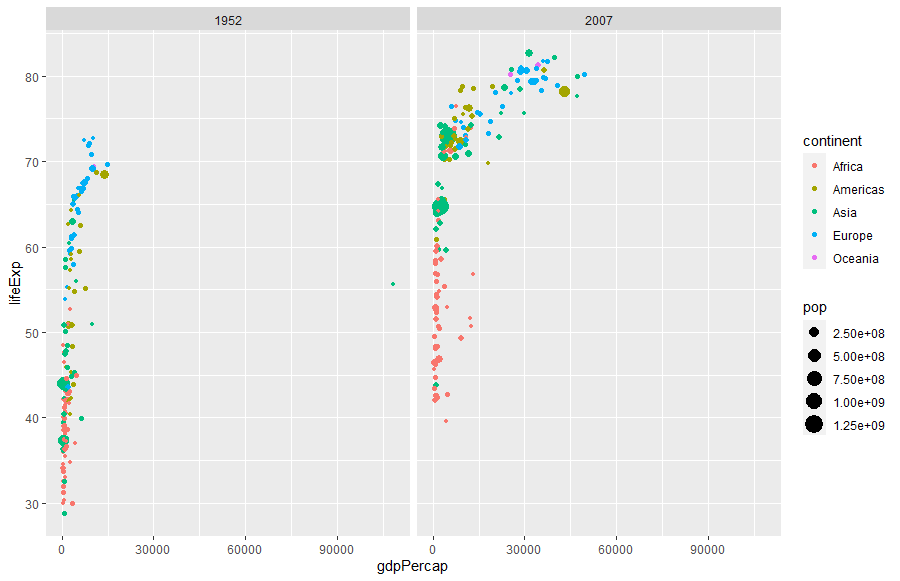 1952
2007
80
70
60
50
40
30
lifeExp
0
30000
60000
90000
0
30000
60000
90000
gdpPercap
continent
Africa
Americas
Asia
Europe
Oceania
pop
2.50e+08
5.00e+08
7.50e+08
1.00e+09
1.25e+09